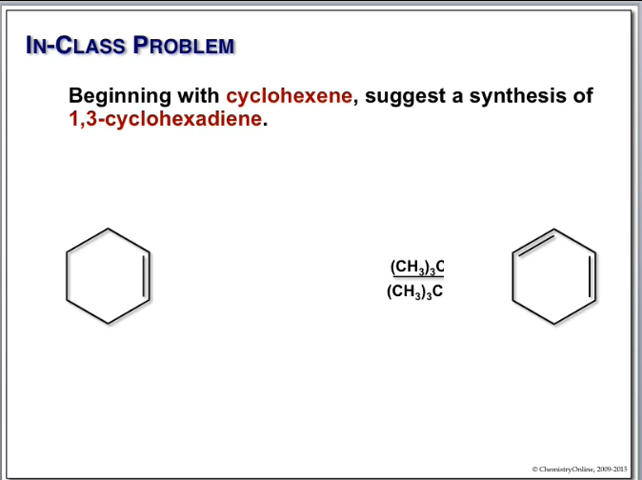 IN-CLASS PROBLEM
Beginning with cyclohexene, suggest a synthesis of
1,3-cyclohexadiene.
(CH₃)₃C
(CH₃)₃C
© ChemistryOnline, 2009-2015